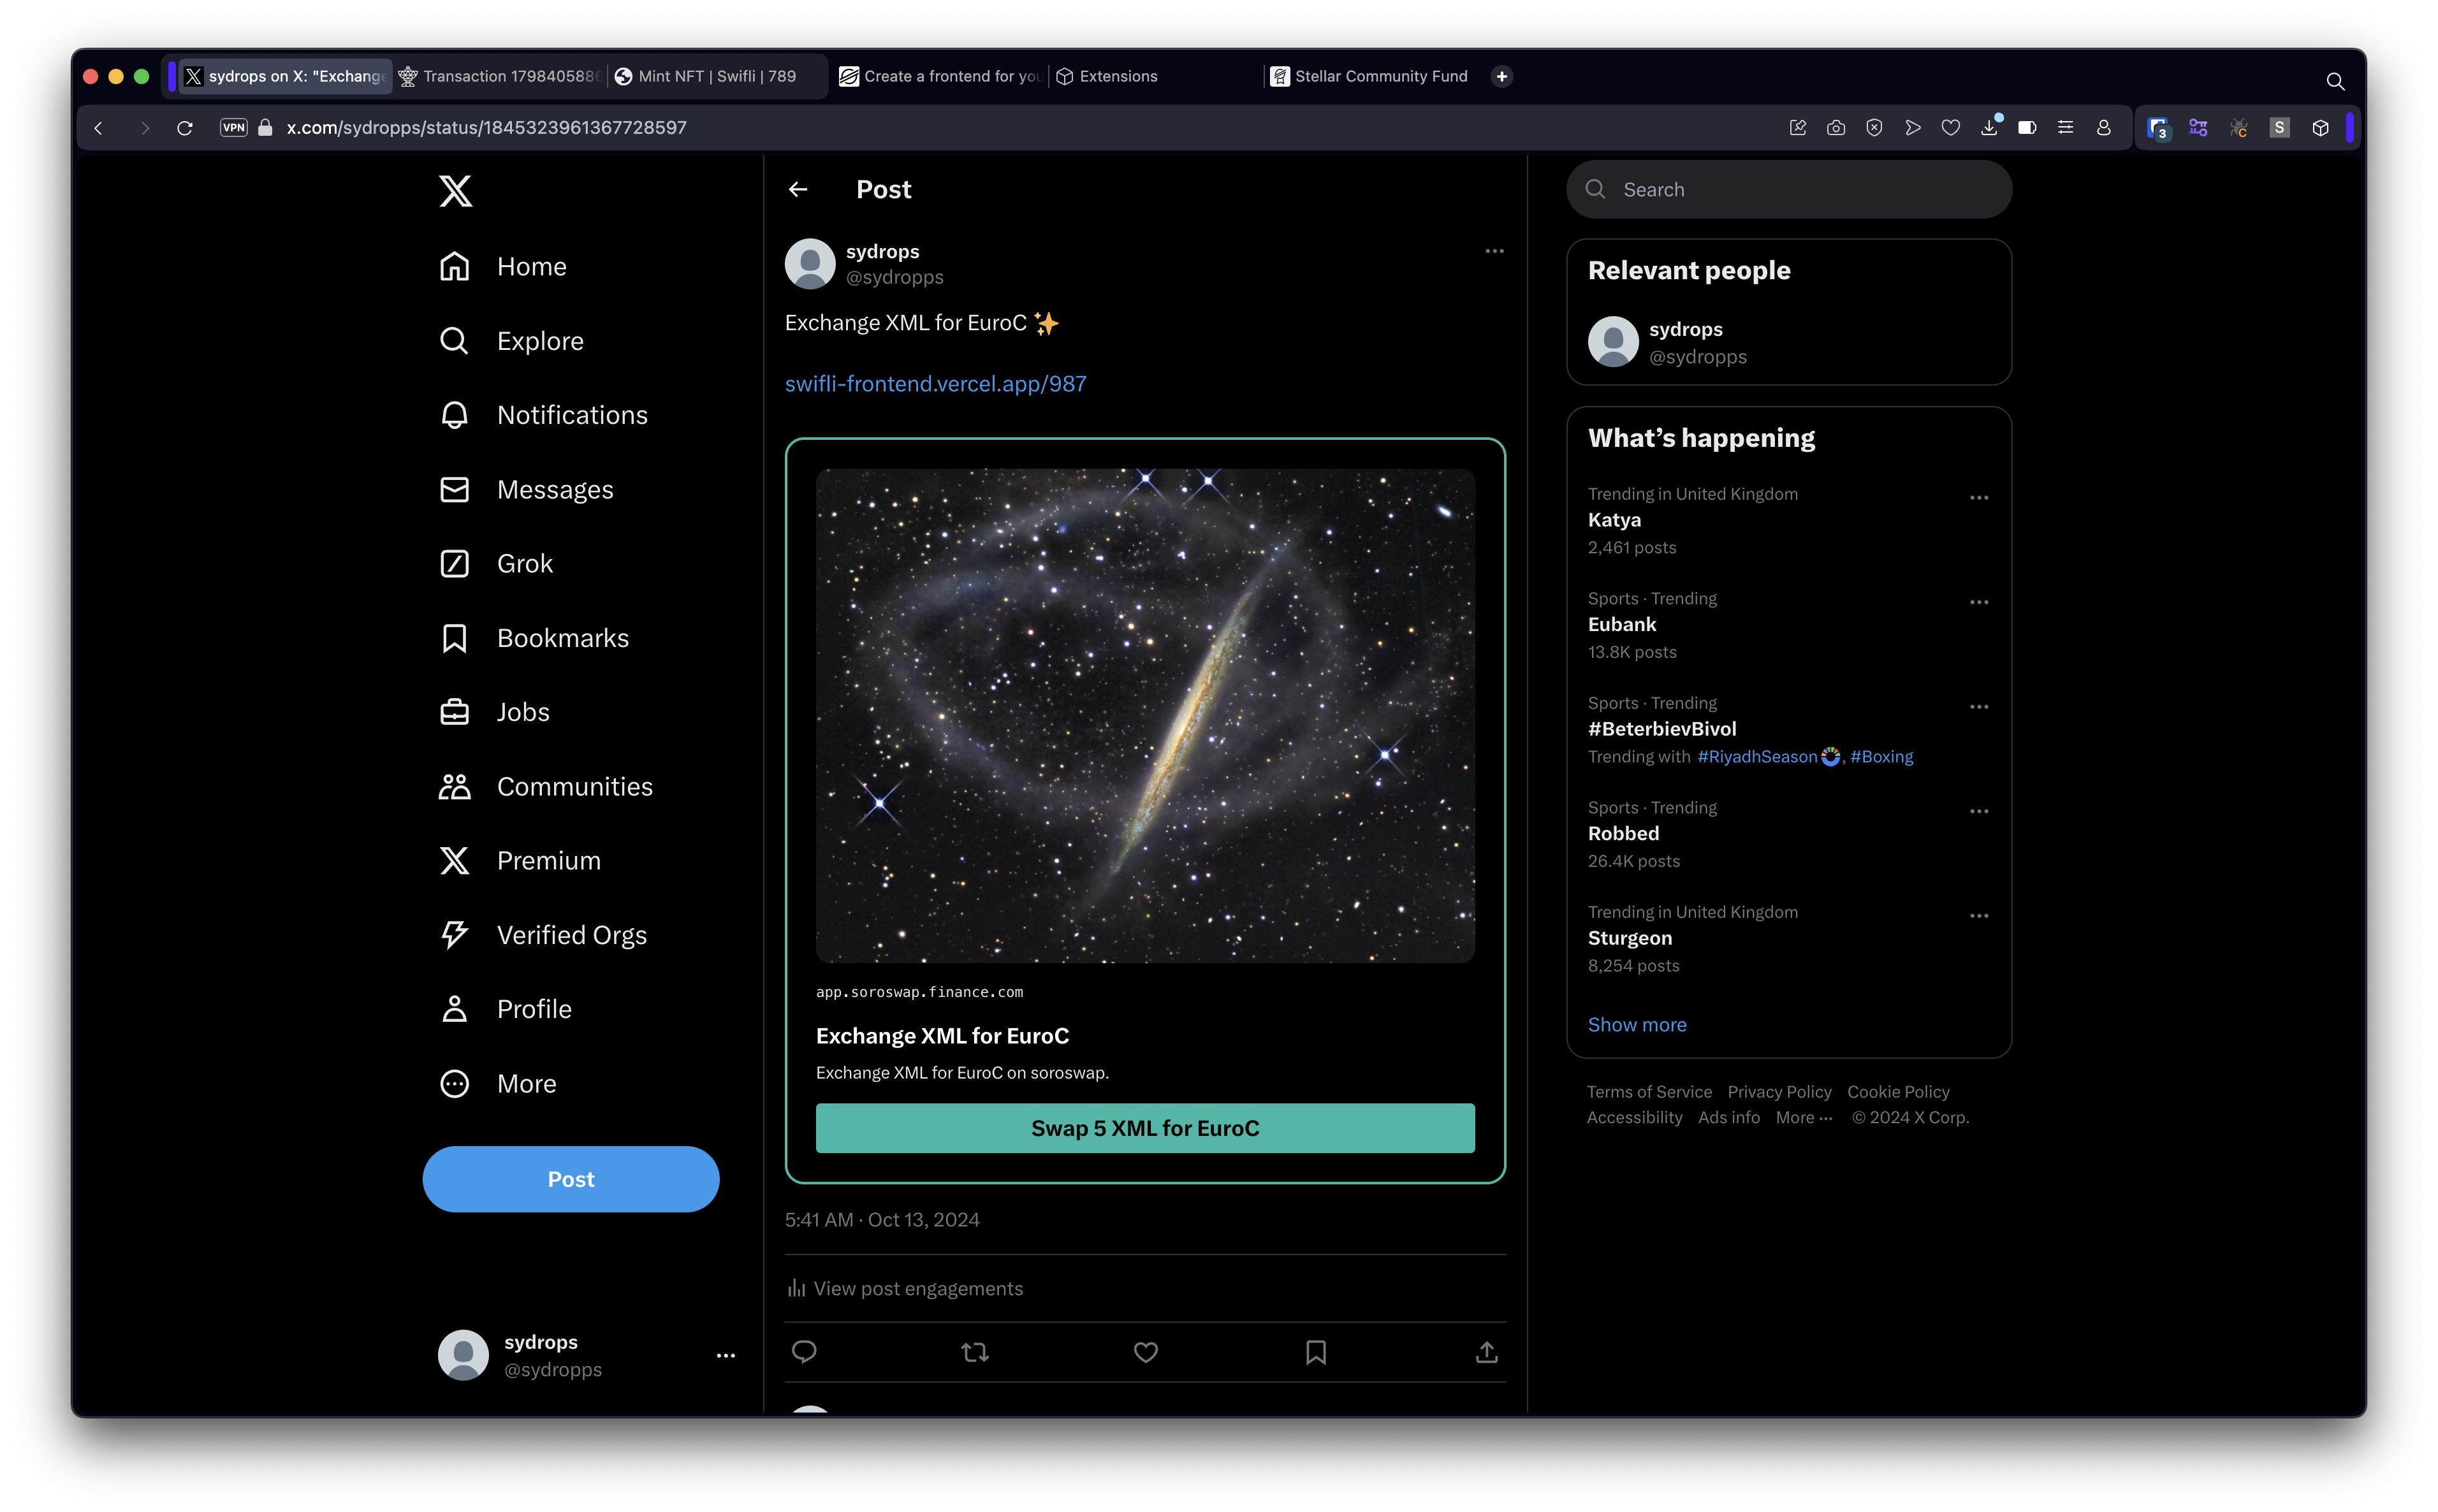 sydrops on X: "Exchange
Transaction 1798405886
Mint NFT | Swifli | 789
Create a frontend for you
Extensions
Stellar Community Fund
VPN
x.com/sydropps/status/1845323961367728597
3
C
S
Home
Explore
Notifications
Messages
Grok
Bookmarks
Jobs
Communities
Premium
Verified Orgs
Profile
More
Post
sydrops
@sydropps
Post
sydrops
@sydropps
Exchange XML for EuroC ✨
swifli-frontend.vercel.app/987
app.soroswap.finance.com
Exchange XML for EuroC
Exchange XML for EuroC on soroswap.
Swap 5 XML for EuroC
5:41 AM · Oct 13, 2024
View post engagements
Search
Relevant people
sydrops
@sydropps
What’s happening
Trending in United Kingdom
Katya
2,461 posts
Sports · Trending
Eubank
13.8K posts
Sports · Trending
#BeterbievBivol
Trending with #RiyadhSeason, #Boxing
Sports · Trending
Robbed
26.4K posts
Trending in United Kingdom
Sturgeon
8,254 posts
Show more
Terms of Service Privacy Policy Cookie Policy
Accessibility Ads info More ··· © 2024 X Corp.